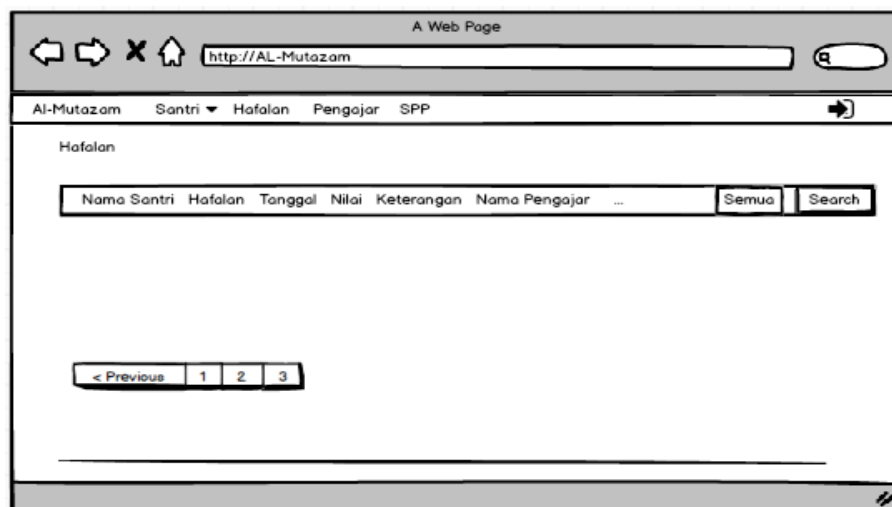 A Web Page
http://AL-Mutazam
Al-Mutazam Santri Hafalan Pengajar SPP
Hafalan
Nama Santri Hafalan Tanggal Nilai Keterangan Nama Pengajar ... Semua Search
< Previous 1 2 3